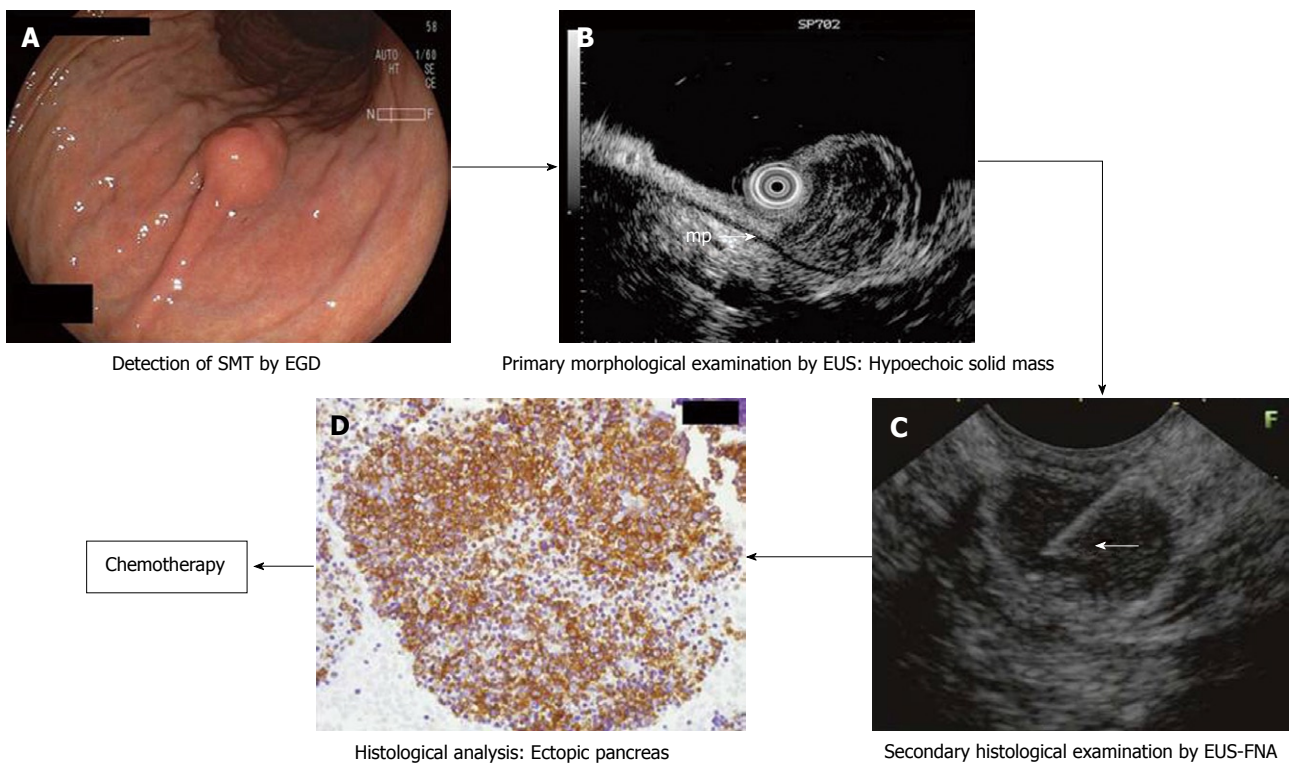 A
58
AUTO 1/60
HT SE
CE
N F
Detection of SMT by EGD
SP702
B
mp
Primary morphological examination by EUS: Hypoechoic solid mass
C
F
Secondary histological examination by EUS-FNA
D
Histological analysis: Ectopic pancreas
Chemotherapy